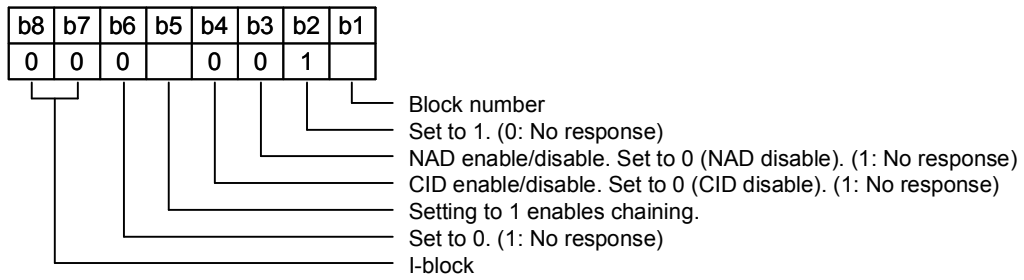 b8 b7 b6 b5 b4 b3 b2 b1
0 0 0 0 0 1
Block number
Set to 1. (0: No response)
NAD enable/disable. Set to 0 (NAD disable). (1: No response)
CID enable/disable. Set to 0 (CID disable). (1: No response)
Setting to 1 enables chaining.
Set to 0. (1: No response)
I-block